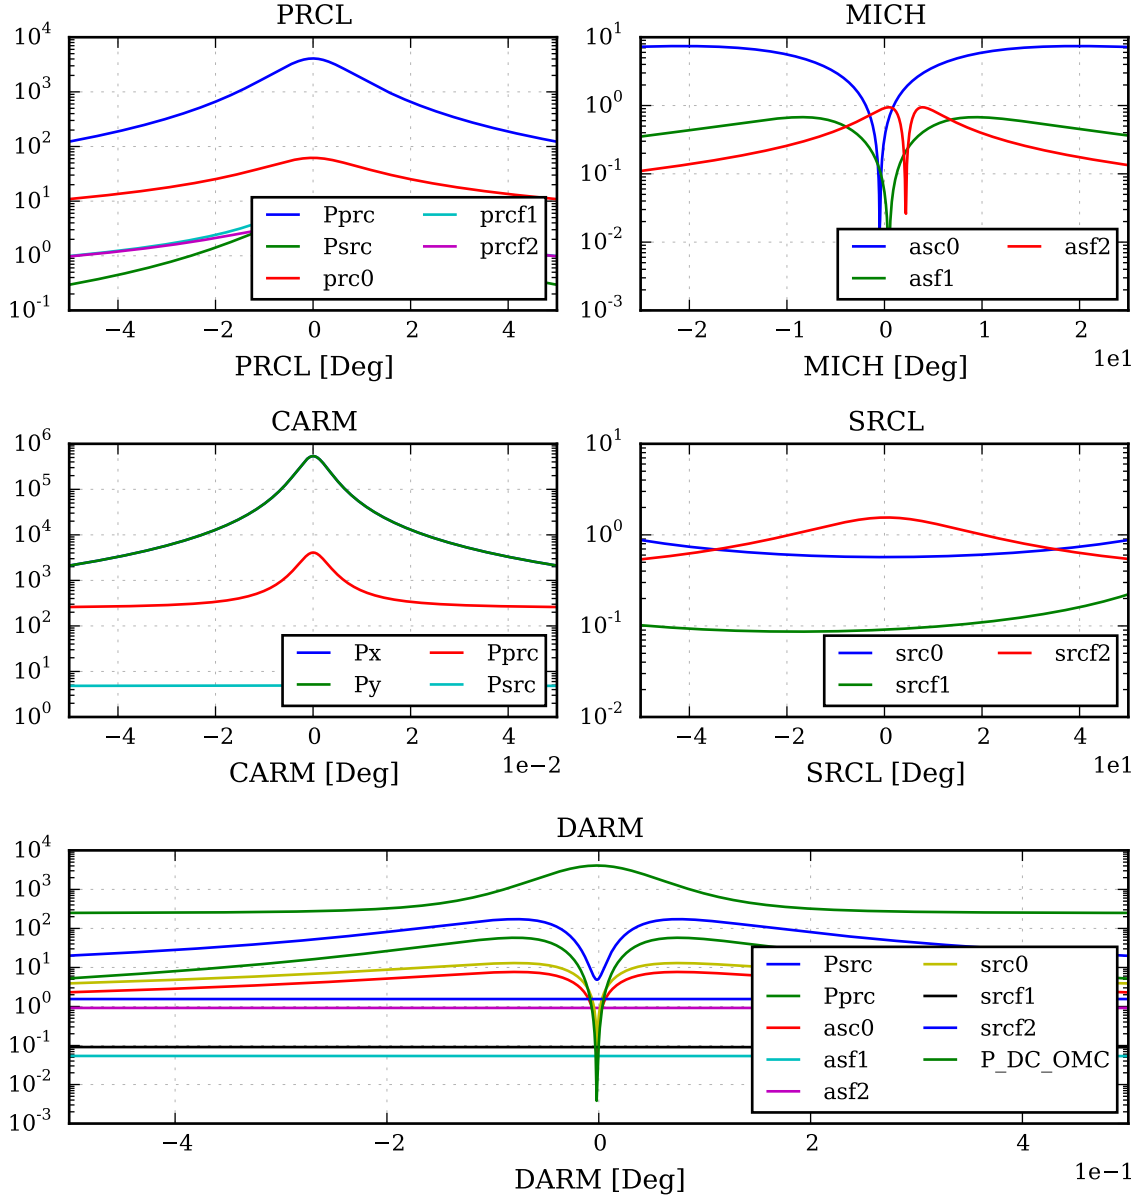 PRCL MICH
10^4 10^3 10^2 10^1 10^0 10^-1
Pprc prcf1
Psrc prcf2
prc0
−4 −2 0 2 4
PRCL [Deg]
10^1 10^0 10^-1 10^-2 10^-3
asc0 asf2
asf1
−2 −1 0 1 2
1e1
MICH [Deg]
CARM SRCL
10^6 10^5 10^4 10^3 10^2 10^1 10^0
Px Pprc
Py Psrc
−4 −2 0 2 4
1e−2
CARM [Deg]
10^1 10^0 10^-1 10^-2
src0 srcf2
srcf1
−4 −2 0 2 4
1e1
SRCL [Deg]
DARM
10^4 10^3 10^2 10^1 10^0 10^-1 10^-2 10^-3
Psrc src0
Pprc srcf1
asc0 srcf2
asf1 P_DC_OMC
asf2
−4 −2 0 2 4
1e−1
DARM [Deg]